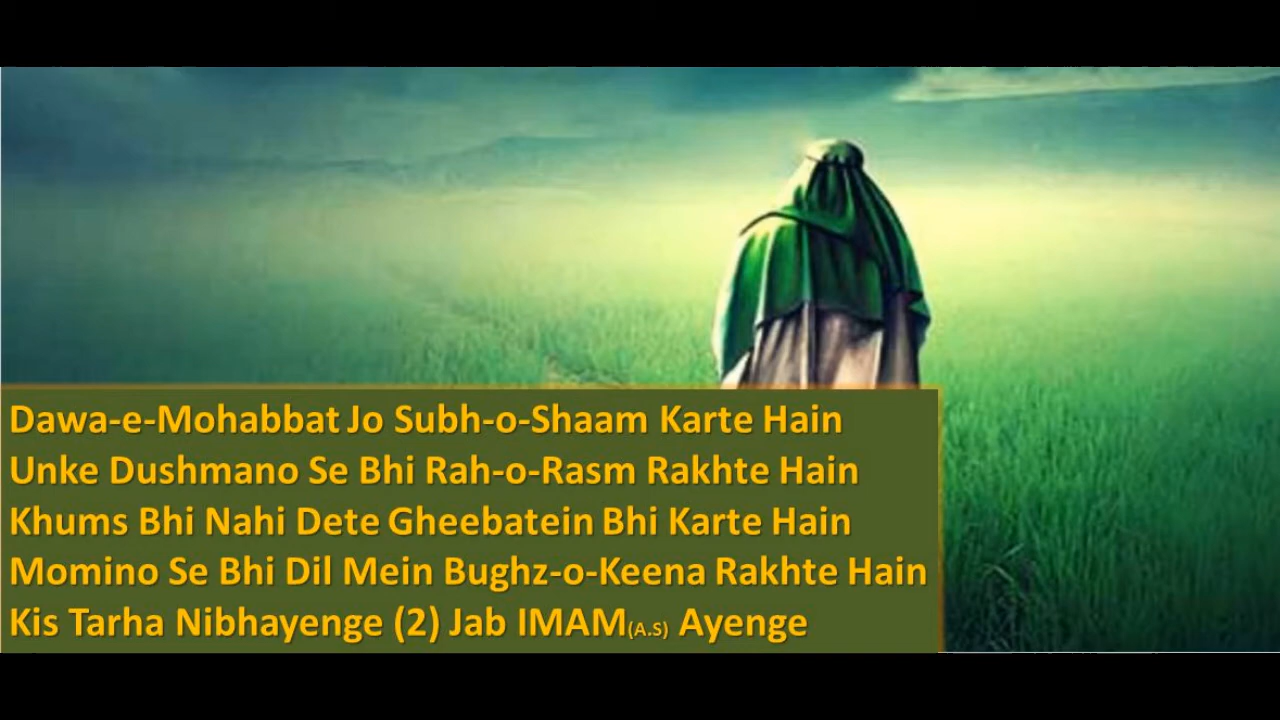 Dawa-e-Mohabbat Jo Subh-o-Shaam Karte Hain
Unke Dushmano Se Bhi Rah-o-Rasm Rakhte Hain
Khums Bhi Nahi Dete Gheebatein Bhi Karte Hain
Momino Se Bhi Dil Mein Bughz-o-Keena Rakhte Hain
Kis Tarha Nibhayenge (2) Jab IMAM(A.S) Ayenge